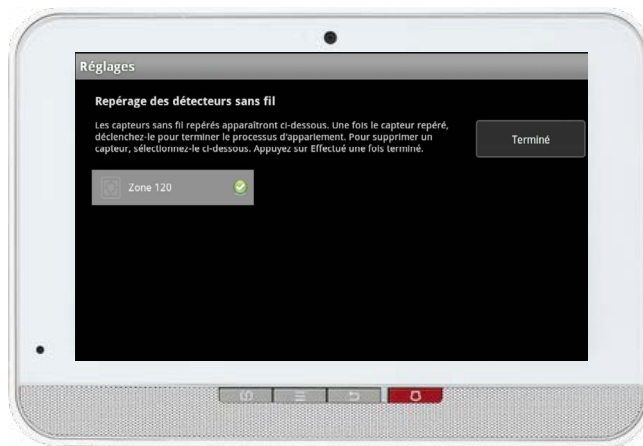 Réglages
Repérage des détecteurs sans fil
Les capteurs sans fil repérés apparaîtront ci-dessous. Une fois le capteur repéré,
déclenchez-le pour terminer le processus d'appariement. Pour supprimer un
capteur, sélectionnez-le ci-dessous. Appuyez sur Effectué une fois terminé.
Terminé
Zone 120